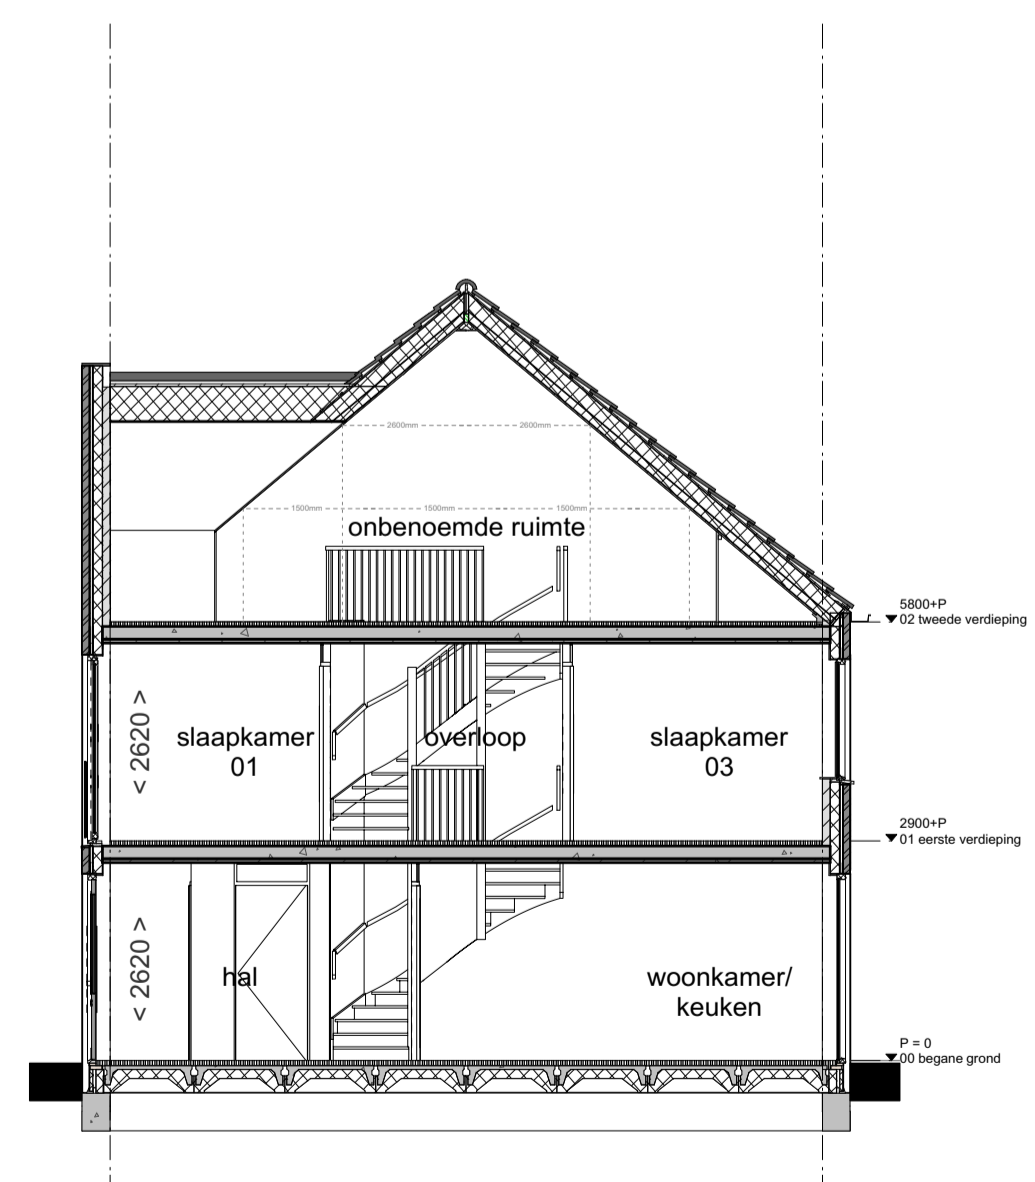 2600mm 2600mm
1500mm 1500mm 1500mm
onbenoemde ruimte
5800+P
02 tweede verdieping
< 2620 >
slaapkamer
01
overloop
slaapkamer
03
2900+P
01 eerste verdieping
< 2620 >
hal
woonkamer/
keuken
P = 0
00 begane grond